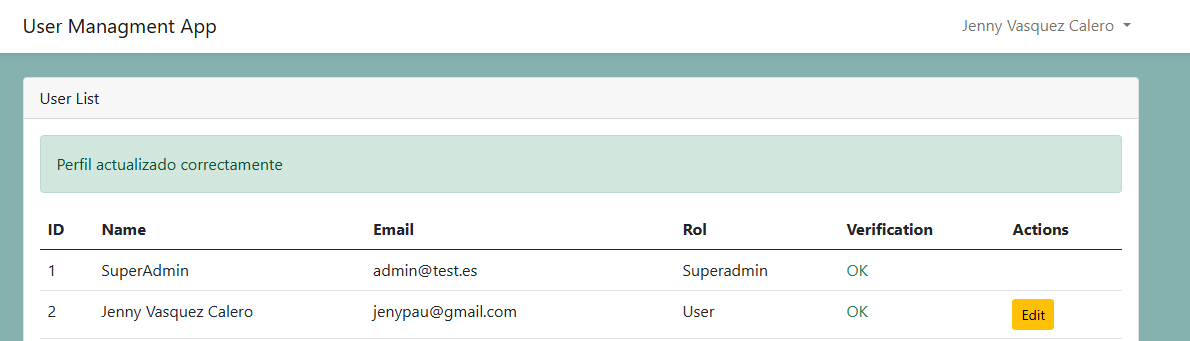 User Managment App
Jenny Vasquez Calero
User List
Perfil actualizado correctamente
ID Name Email Rol Verification Actions
1 SuperAdmin admin@test.es Superadmin OK
2 Jenny Vasquez Calero jenypau@gmail.com User OK Edit